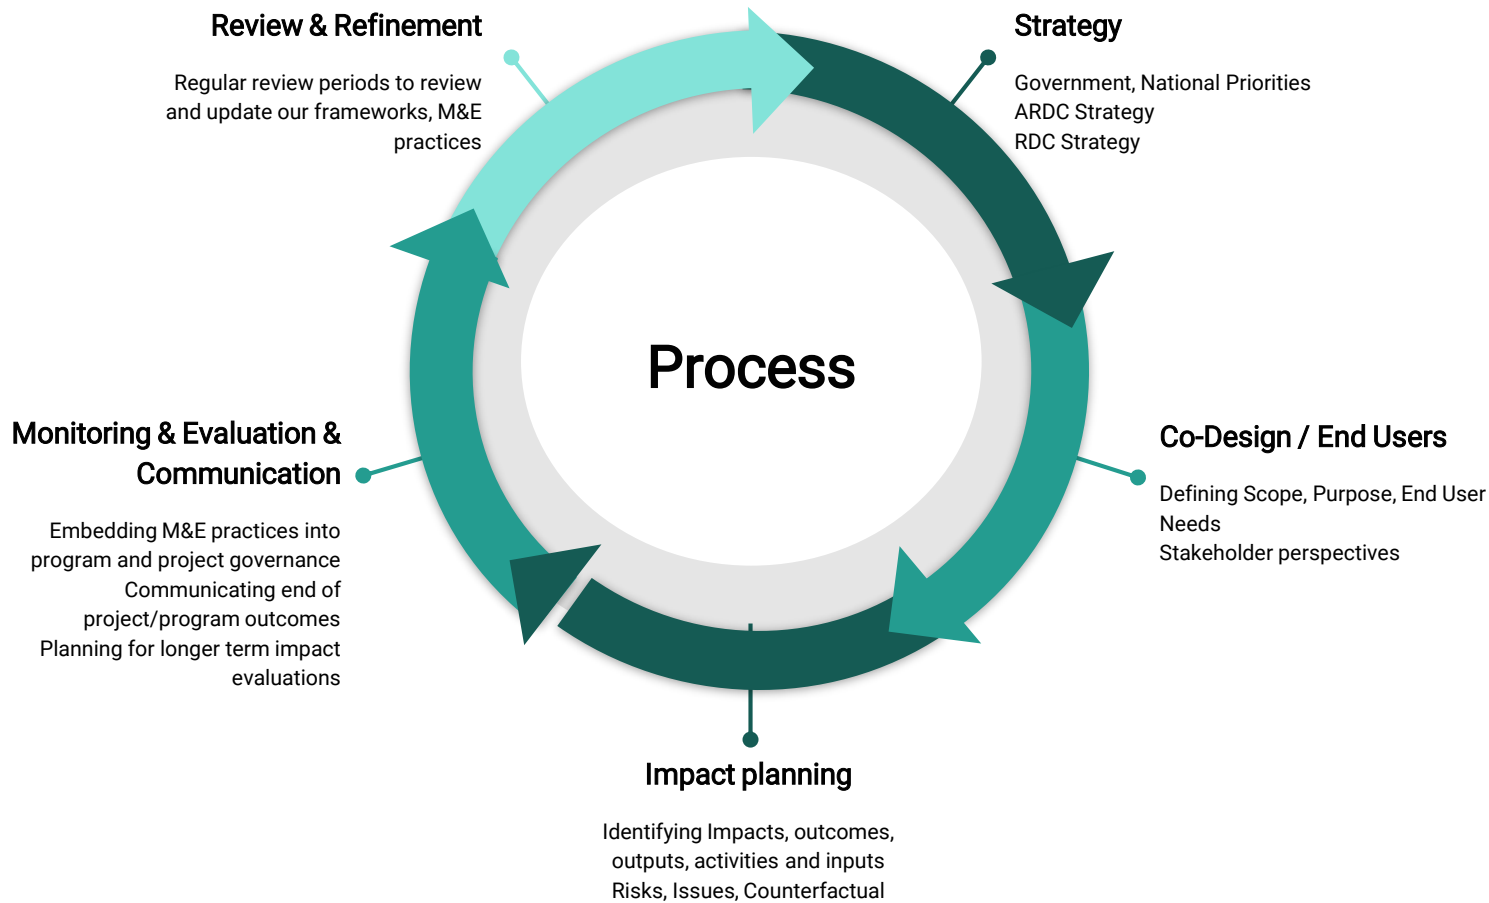 Review & Refinement
Regular review periods to review
and update our frameworks, M&E
practices
Strategy
Government, National Priorities
ARDC Strategy
RDC Strategy
Process
Monitoring & Evaluation &
Communication
Embedding M&E practices into
program and project governance
Communicating end of
project/program outcomes
Planning for longer term impact
evaluations
Co-Design / End Users
Defining Scope, Purpose, End User
Needs
Stakeholder perspectives
Impact planning
Identifying Impacts, outcomes,
outputs, activities and inputs
Risks, Issues, Counterfactual